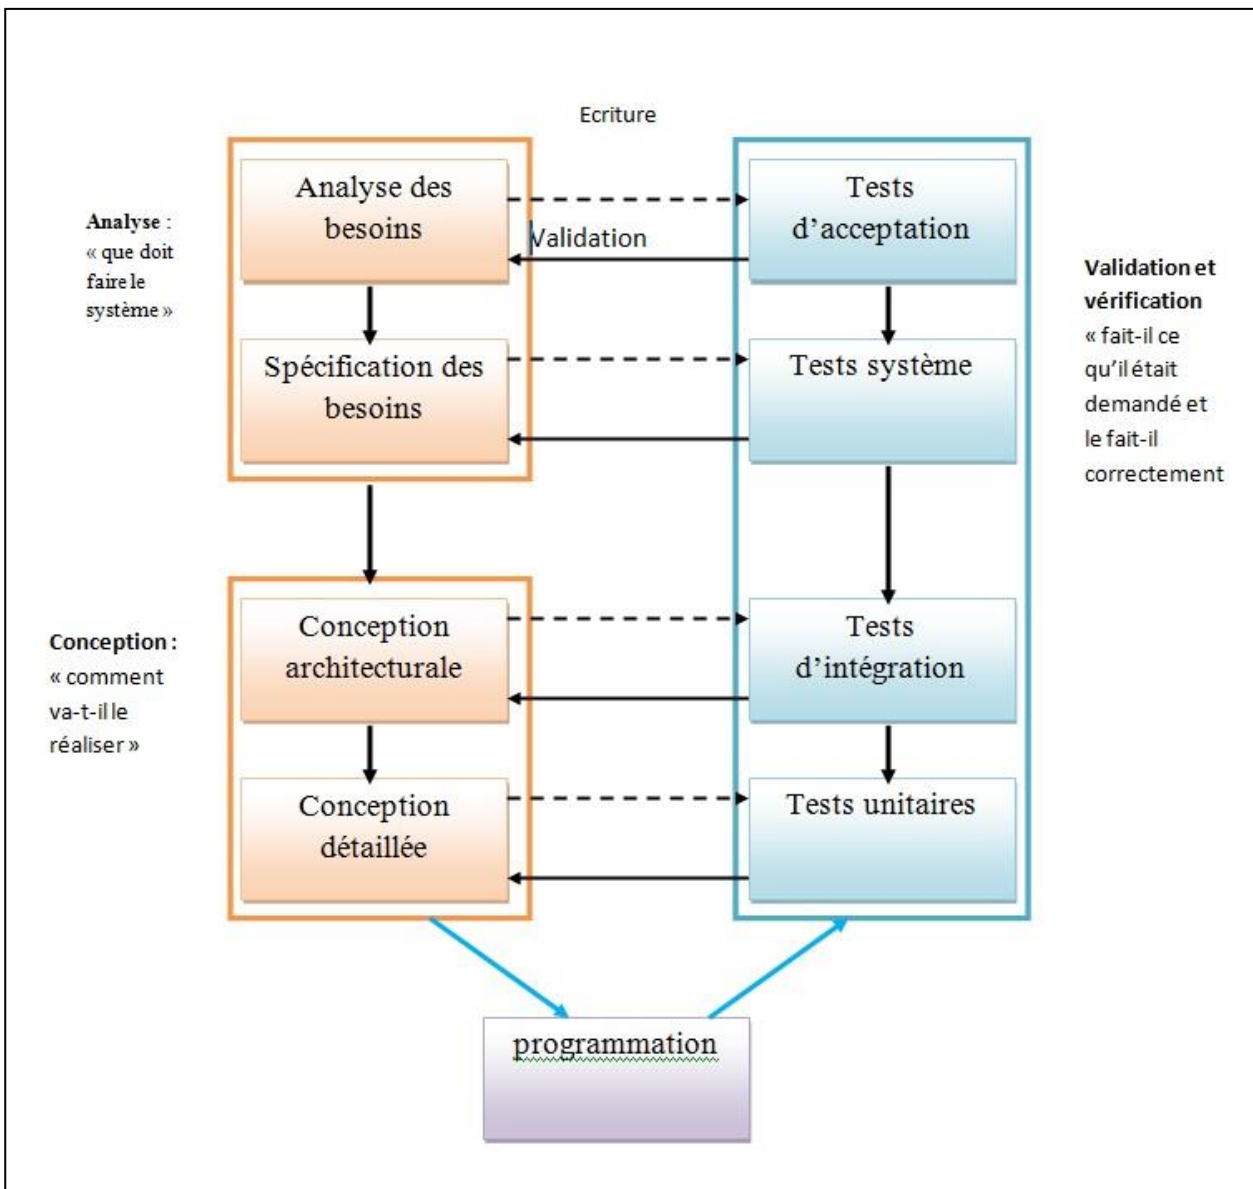 Ecriture
Analyse des
besoins
Tests
d’acceptation
Analyse :
« que doit
faire le
système »
Validation
Validation et
vérification
« fait-il ce
qu’il était
demandé et
le fait-il
correctement
Spécification des
besoins
Tests système
Conception
architecturale
Tests
d’intégration
Conception :
« comment
va-t-il le
réaliser »
Conception
détaillée
Tests unitaires
programmation